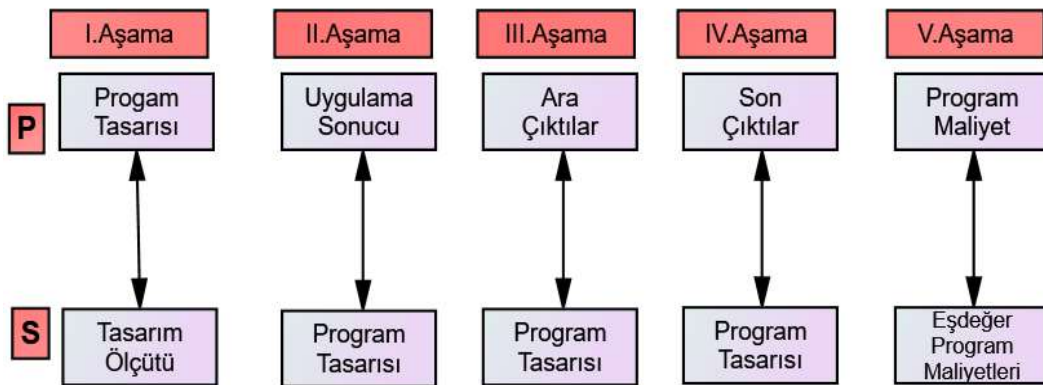 I.Aşama
II.Aşama
III.Aşama
IV.Aşama
V.Aşama
P
Progam
Tasarısı
Uygulama
Sonucu
Ara
Çıktılar
Son
Çıktılar
Program
Maliyet
S
Tasarım
Ölçütü
Program
Tasarısı
Program
Tasarısı
Program
Tasarısı
Eşdeğer
Program
Maliyetleri